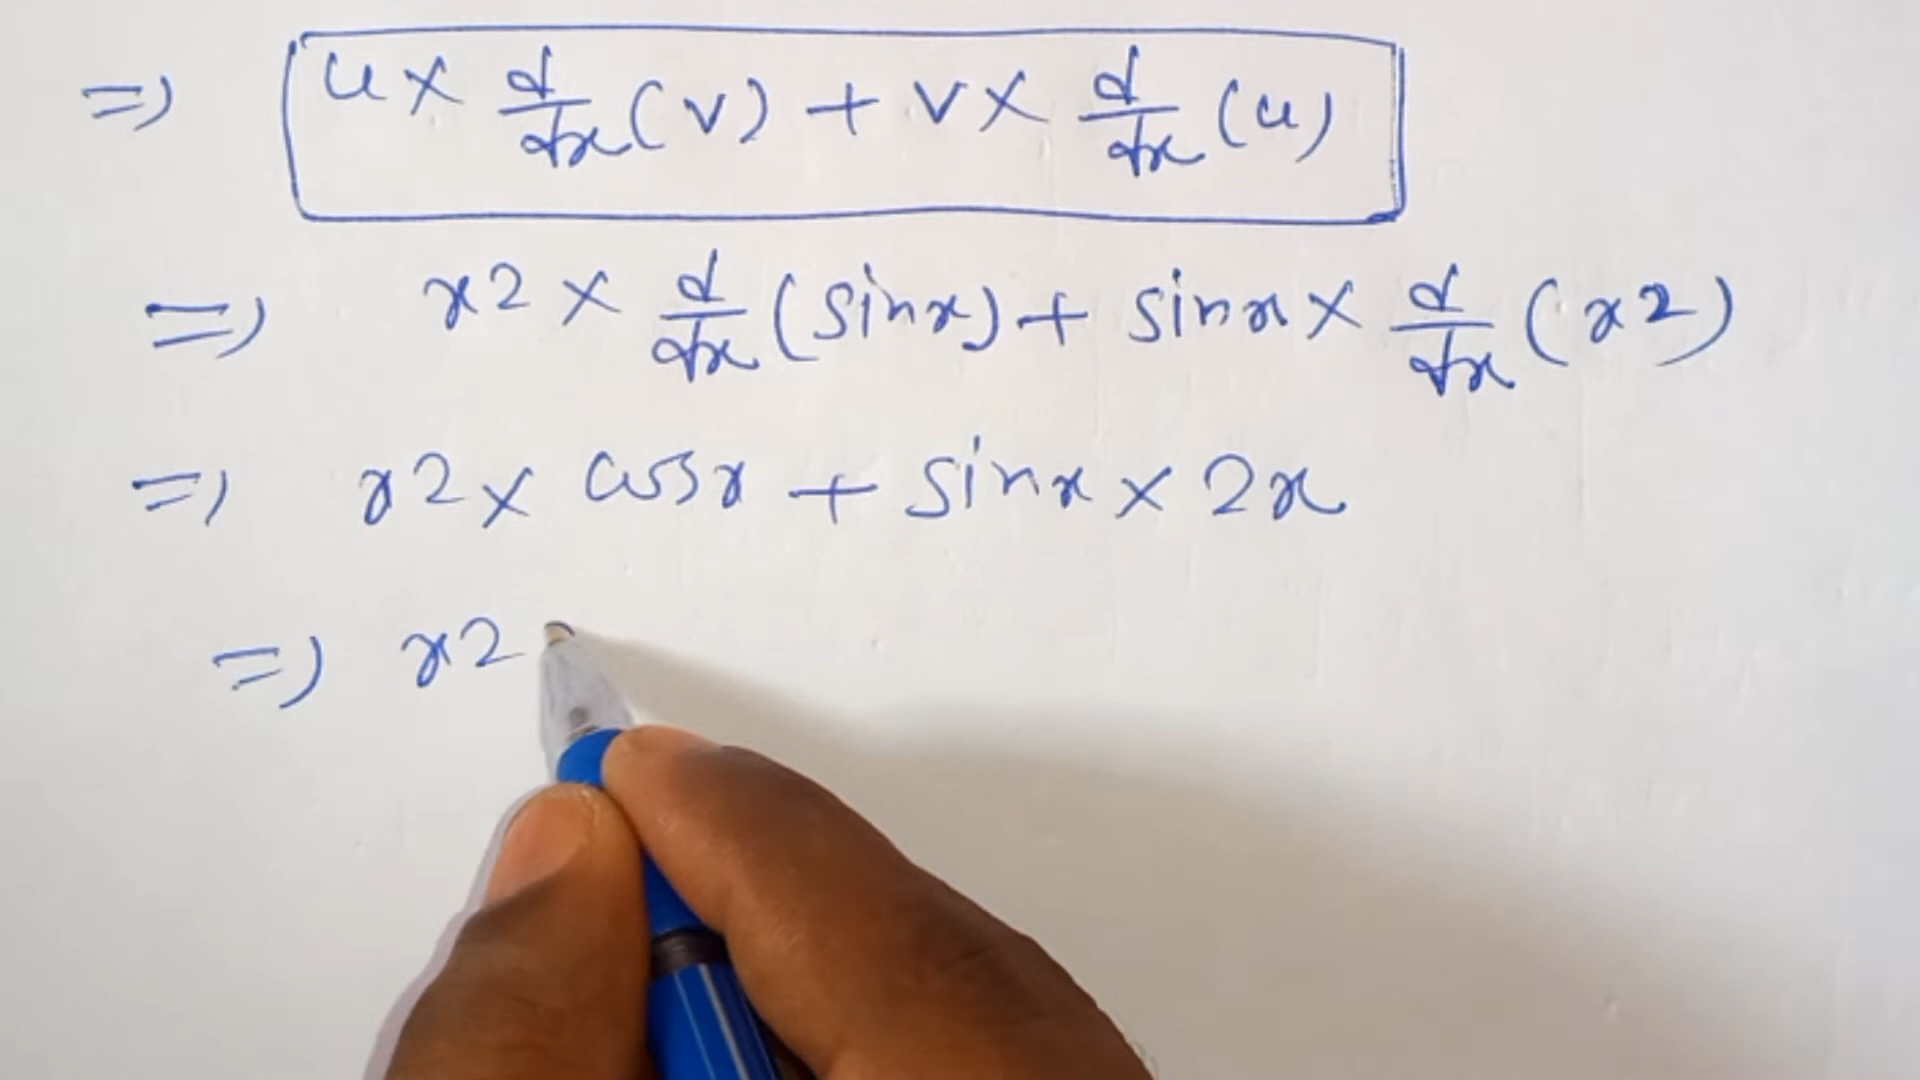 => u × d/dx (v) + v × d/dx (u)
=> x2 × d/dx (sinx) + sinx × d/dx (x2)
=> x2 × cosx + sinx × 2x
=> x2